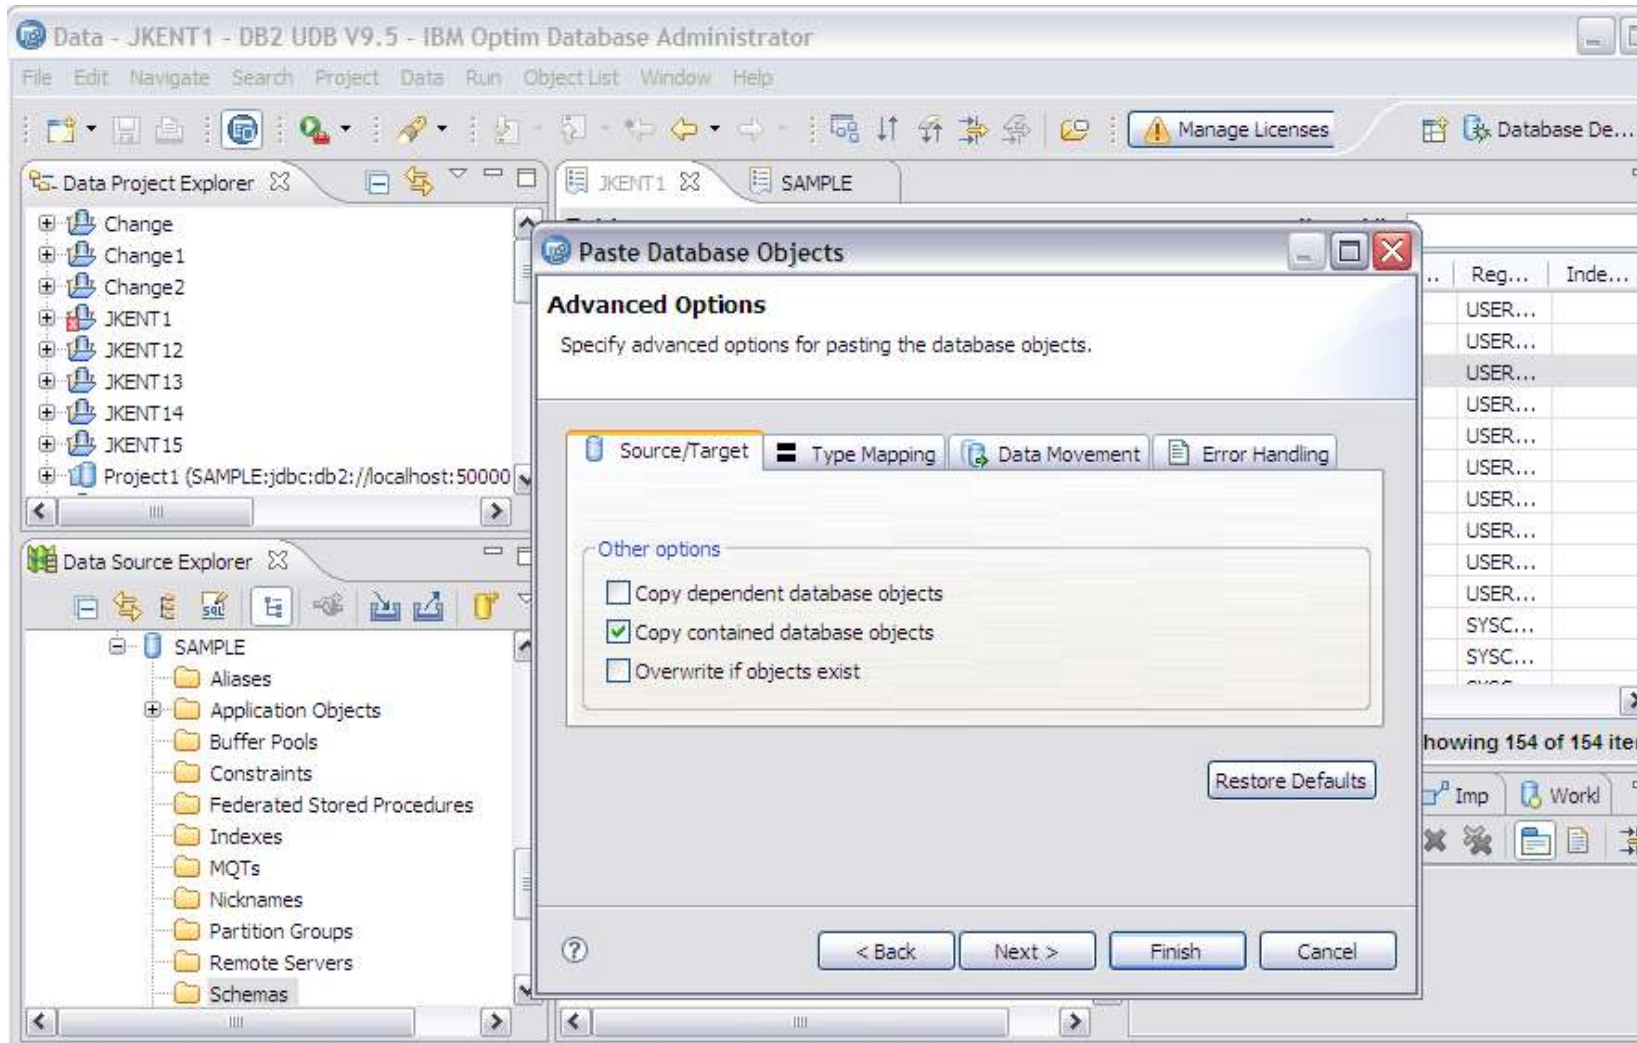 Data - JKENT1 - DB2 UDB V9.5 - IBM Optim Database Administrator
File Edit Navigate Search Project Data Run Object List Window Help
Manage Licenses
Database De...
Data Project Explorer
Change
Change1
Change2
JKENT1
JKENT12
JKENT13
JKENT14
JKENT15
Project1 (SAMPLE:jdbc:db2://localhost:50000
Data Source Explorer
SAMPLE
Aliases
Application Objects
Buffer Pools
Constraints
Federated Stored Procedures
Indexes
MQTs
Nicknames
Partition Groups
Remote Servers
Schemas
JKENT1
SAMPLE
Paste Database Objects
Advanced Options
Specify advanced options for pasting the database objects.
Source/Target
Type Mapping
Data Movement
Error Handling
Other options
Copy dependent database objects
Copy contained database objects
Overwrite if objects exist
Restore Defaults
< Back
Next >
Finish
Cancel
.. Reg... Inde...
USER...
USER...
USER...
USER...
USER...
USER...
USER...
USER...
USER...
USER...
SYSC...
SYSC...
howing 154 of 154 ite
Imp
Workl